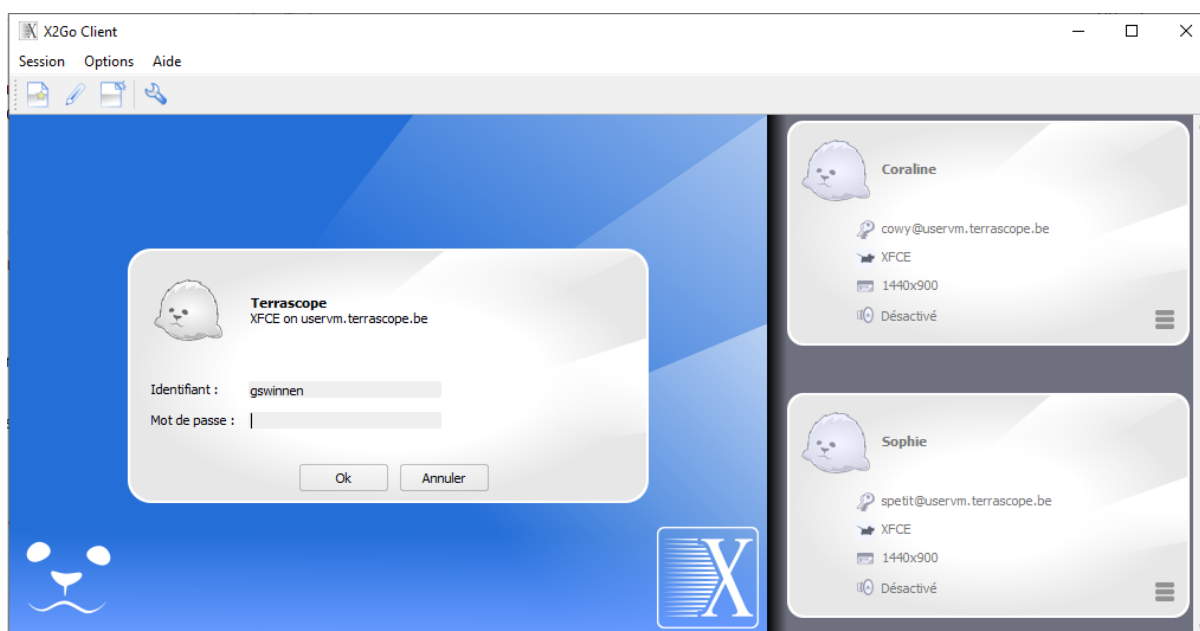 X2Go Client
Session Options Aide
Terrascope
XFCE on uservm.terrascope.be
Identifiant : gswinnen
Mot de passe :
Ok Annuler
X
Coraline
cowy@uservm.terrascope.be
XFCE
1440x900
Désactivé
Sophie
spetit@uservm.terrascope.be
XFCE
1440x900
Désactivé